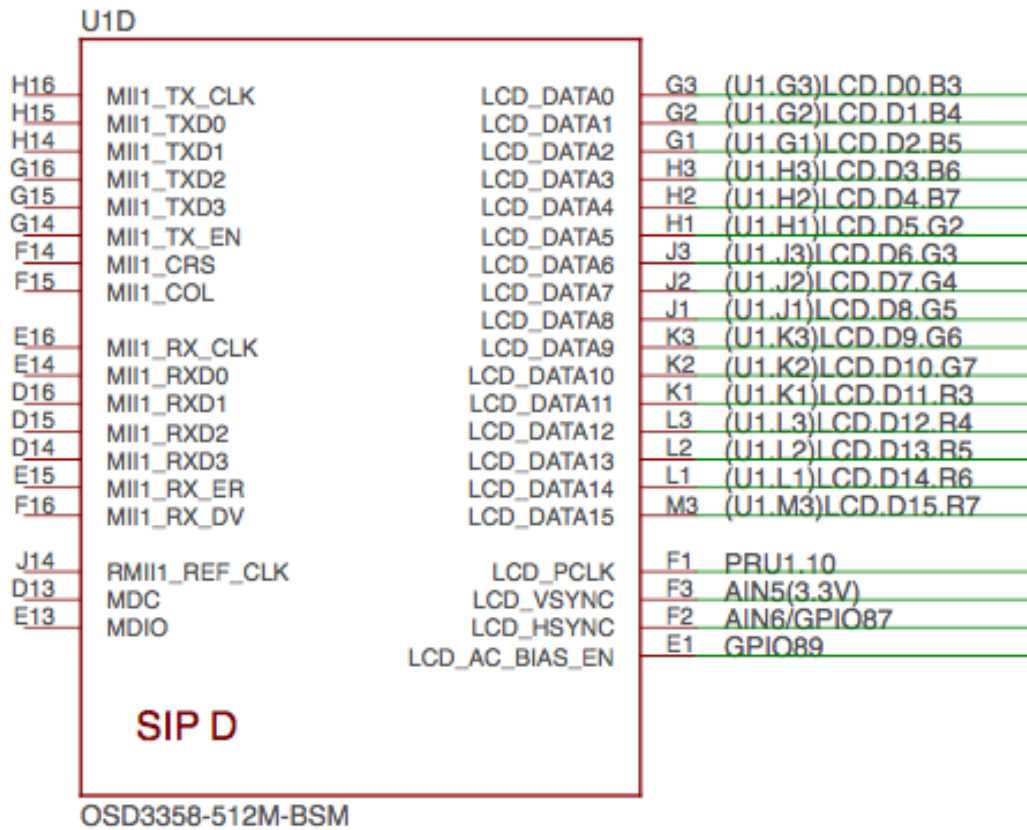 U1D
H16 MII1_TX_CLK LCD_DATA0 G3 (U1.G3)LCD.D0.B3
H15 MII1_TXD0 LCD_DATA1 G2 (U1.G2)LCD.D1.B4
H14 MII1_TXD1 LCD_DATA2 G1 (U1.G1)LCD.D2.B5
G16 MII1_TXD2 LCD_DATA3 H3 (U1.H3)LCD.D3.B6
G15 MII1_TXD3 LCD_DATA4 H2 (U1.H2)LCD.D4.B7
G14 MII1_TX_EN LCD_DATA5 H1 (U1.H1)LCD.D5.G2
F14 MII1_CRS LCD_DATA6 J3 (U1.J3)LCD.D6.G3
F15 MII1_COL LCD_DATA7 J2 (U1.J2)LCD.D7.G4
LCD_DATA8 J1 (U1.J1)LCD.D8.G5
E16 MII1_RX_CLK LCD_DATA9 K3 (U1.K3)LCD.D9.G6
E14 MII1_RXD0 LCD_DATA10 K2 (U1.K2)LCD.D10.G7
D16 MII1_RXD1 LCD_DATA11 K1 (U1.K1)LCD.D11.R3
D15 MII1_RXD2 LCD_DATA12 L3 (U1.L3)LCD.D12.R4
D14 MII1_RXD3 LCD_DATA13 L2 (U1.L2)LCD.D13.R5
E15 MII1_RX_ER LCD_DATA14 L1 (U1.L1)LCD.D14.R6
F16 MII1_RX_DV LCD_DATA15 M3 (U1.M3)LCD.D15.R7
J14 RMII1_REF_CLK LCD_PCLK F1 PRU1.10
D13 MDC LCD_VSYNC F3 AIN5(3.3V)
E13 MDIO LCD_HSYNC F2 AIN6/GPIO87
LCD_AC_BIAS_EN E1 GPIO89
SIP D
OSD3358-512M-BSM